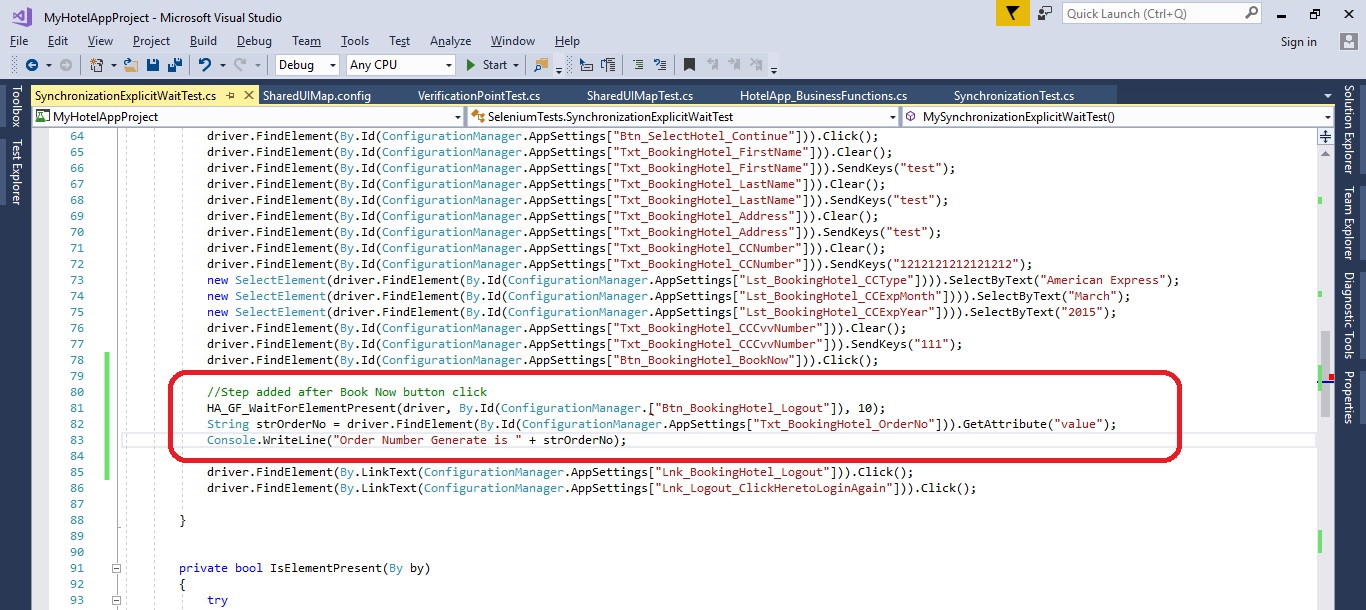 MyHotelAppProject - Microsoft Visual Studio
Quick Launch (Ctrl+Q)
File Edit View Project Build Debug Team Tools Test Analyze Window Help
Sign in
Debug Any CPU Start
SynchronizationExplicitWaitTest.cs SharedUIMap.config VerificationPointTest.cs SharedUIMapTest.cs HotelApp_BusinessFunctions.cs SynchronizationTest.cs
MyHotelAppProject SeleniumTests.SynchronizationExplicitWaitTest MySynchronizationExplicitWaitTest()
Toolbox
Test Explorer
64 driver.FindElement(By.Id(ConfigurationManager.AppSettings["Btn_SelectHotel_Continue"])).Click();
65 driver.FindElement(By.Id(ConfigurationManager.AppSettings["Txt_BookingHotel_FirstName"])).Clear();
66 driver.FindElement(By.Id(ConfigurationManager.AppSettings["Txt_BookingHotel_FirstName"])).SendKeys("test");
67 driver.FindElement(By.Id(ConfigurationManager.AppSettings["Txt_BookingHotel_LastName"])).Clear();
68 driver.FindElement(By.Id(ConfigurationManager.AppSettings["Txt_BookingHotel_LastName"])).SendKeys("test");
69 driver.FindElement(By.Id(ConfigurationManager.AppSettings["Txt_BookingHotel_Address"])).Clear();
70 driver.FindElement(By.Id(ConfigurationManager.AppSettings["Txt_BookingHotel_Address"])).SendKeys("test");
71 driver.FindElement(By.Id(ConfigurationManager.AppSettings["Txt_BookingHotel_CCNumber"])).Clear();
72 driver.FindElement(By.Id(ConfigurationManager.AppSettings["Txt_BookingHotel_CCNumber"])).SendKeys("1212121212121212");
73 new SelectElement(driver.FindElement(By.Id(ConfigurationManager.AppSettings["Lst_BookingHotel_CCType"]))).SelectByText("American Express");
74 new SelectElement(driver.FindElement(By.Id(ConfigurationManager.AppSettings["Lst_BookingHotel_CCExpMonth"]))).SelectByText("March");
75 new SelectElement(driver.FindElement(By.Id(ConfigurationManager.AppSettings["Lst_BookingHotel_CCExpYear"]))).SelectByText("2015");
76 driver.FindElement(By.Id(ConfigurationManager.AppSettings["Txt_BookingHotel_CCCvvNumber"])).Clear();
77 driver.FindElement(By.Id(ConfigurationManager.AppSettings["Txt_BookingHotel_CCCvvNumber"])).SendKeys("111");
78 driver.FindElement(By.Id(ConfigurationManager.AppSettings["Btn_BookingHotel_BookNow"])).Click();
79
80 //Step added after Book Now button click
81 HA_GF_WaitForElementPresent(driver, By.Id(ConfigurationManager.["Btn_BookingHotel_Logout"]), 10);
82 String strOrderNo = driver.FindElement(By.Id(ConfigurationManager.AppSettings["Txt_BookingHotel_OrderNo"])).GetAttribute("value");
83 Console.WriteLine("Order Number Generate is " + strOrderNo);
84
85 driver.FindElement(By.LinkText(ConfigurationManager.AppSettings["Lnk_BookingHotel_Logout"])).Click();
86 driver.FindElement(By.LinkText(ConfigurationManager.AppSettings["Lnk_Logout_ClickHeretoLoginAgain"])).Click();
87
88 }
89
90
91 private bool IsElementPresent(By by)
92 {
93 try
Solution Explorer
Team Explorer
Diagnostic Tools
Properties